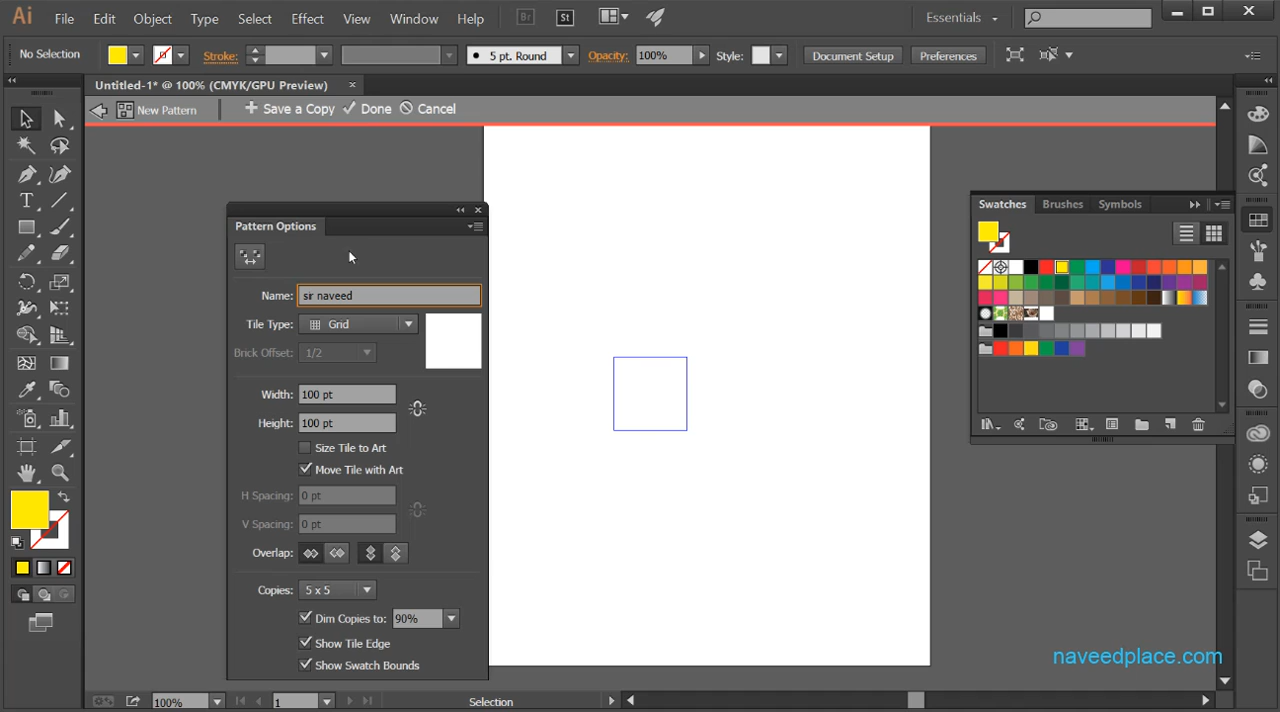 Ai File Edit Object Type Select Effect View Window Help Br St Essentials
No Selection Stroke: 5 pt. Round Opacity: 100% Style: Document Setup Preferences
Untitled-1* @ 100% (CMYK/GPU Preview)
New Pattern Save a Copy Done Cancel
Pattern Options
Name: sir naveed
Tile Type: Grid
Brick Offset: 1/2
Width: 100 pt
Height: 100 pt
Size Tile to Art
Move Tile with Art
H Spacing: 0 pt
V Spacing: 0 pt
Overlap:
Copies: 5 x 5
Dim Copies to: 90%
Show Tile Edge
Show Swatch Bounds
Swatches Brushes Symbols
naveedplace.com
100% 1 Selection